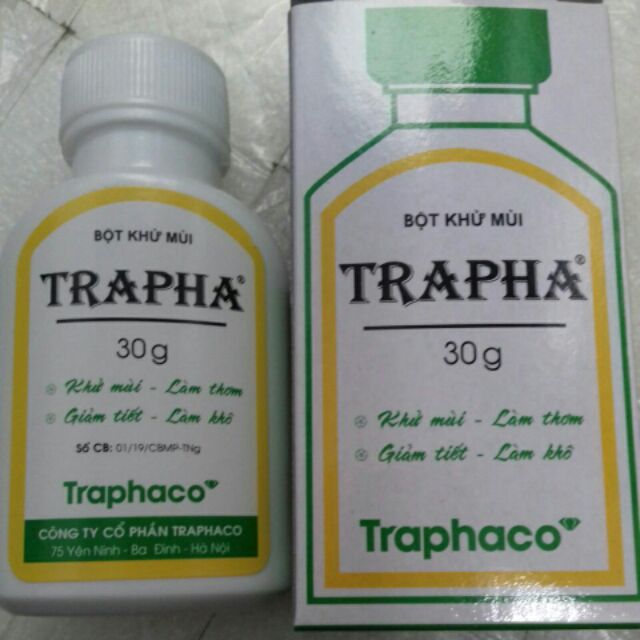 BỘT KHỬ MÙI
TRAPHA®
30g
Khử mùi - Làm thơm
Giảm tiết - Làm khô
Số CB: 01/19/CBMP-TNg
Traphaco
CÔNG TY CỔ PHẦN TRAPHACO
75 Yên Ninh - Ba Đình - Hà Nội
BỘT KHỬ MÙI
TRAPHA®
30g
Khử mùi - Làm thơm
Giảm tiết - Làm khô
Traphaco